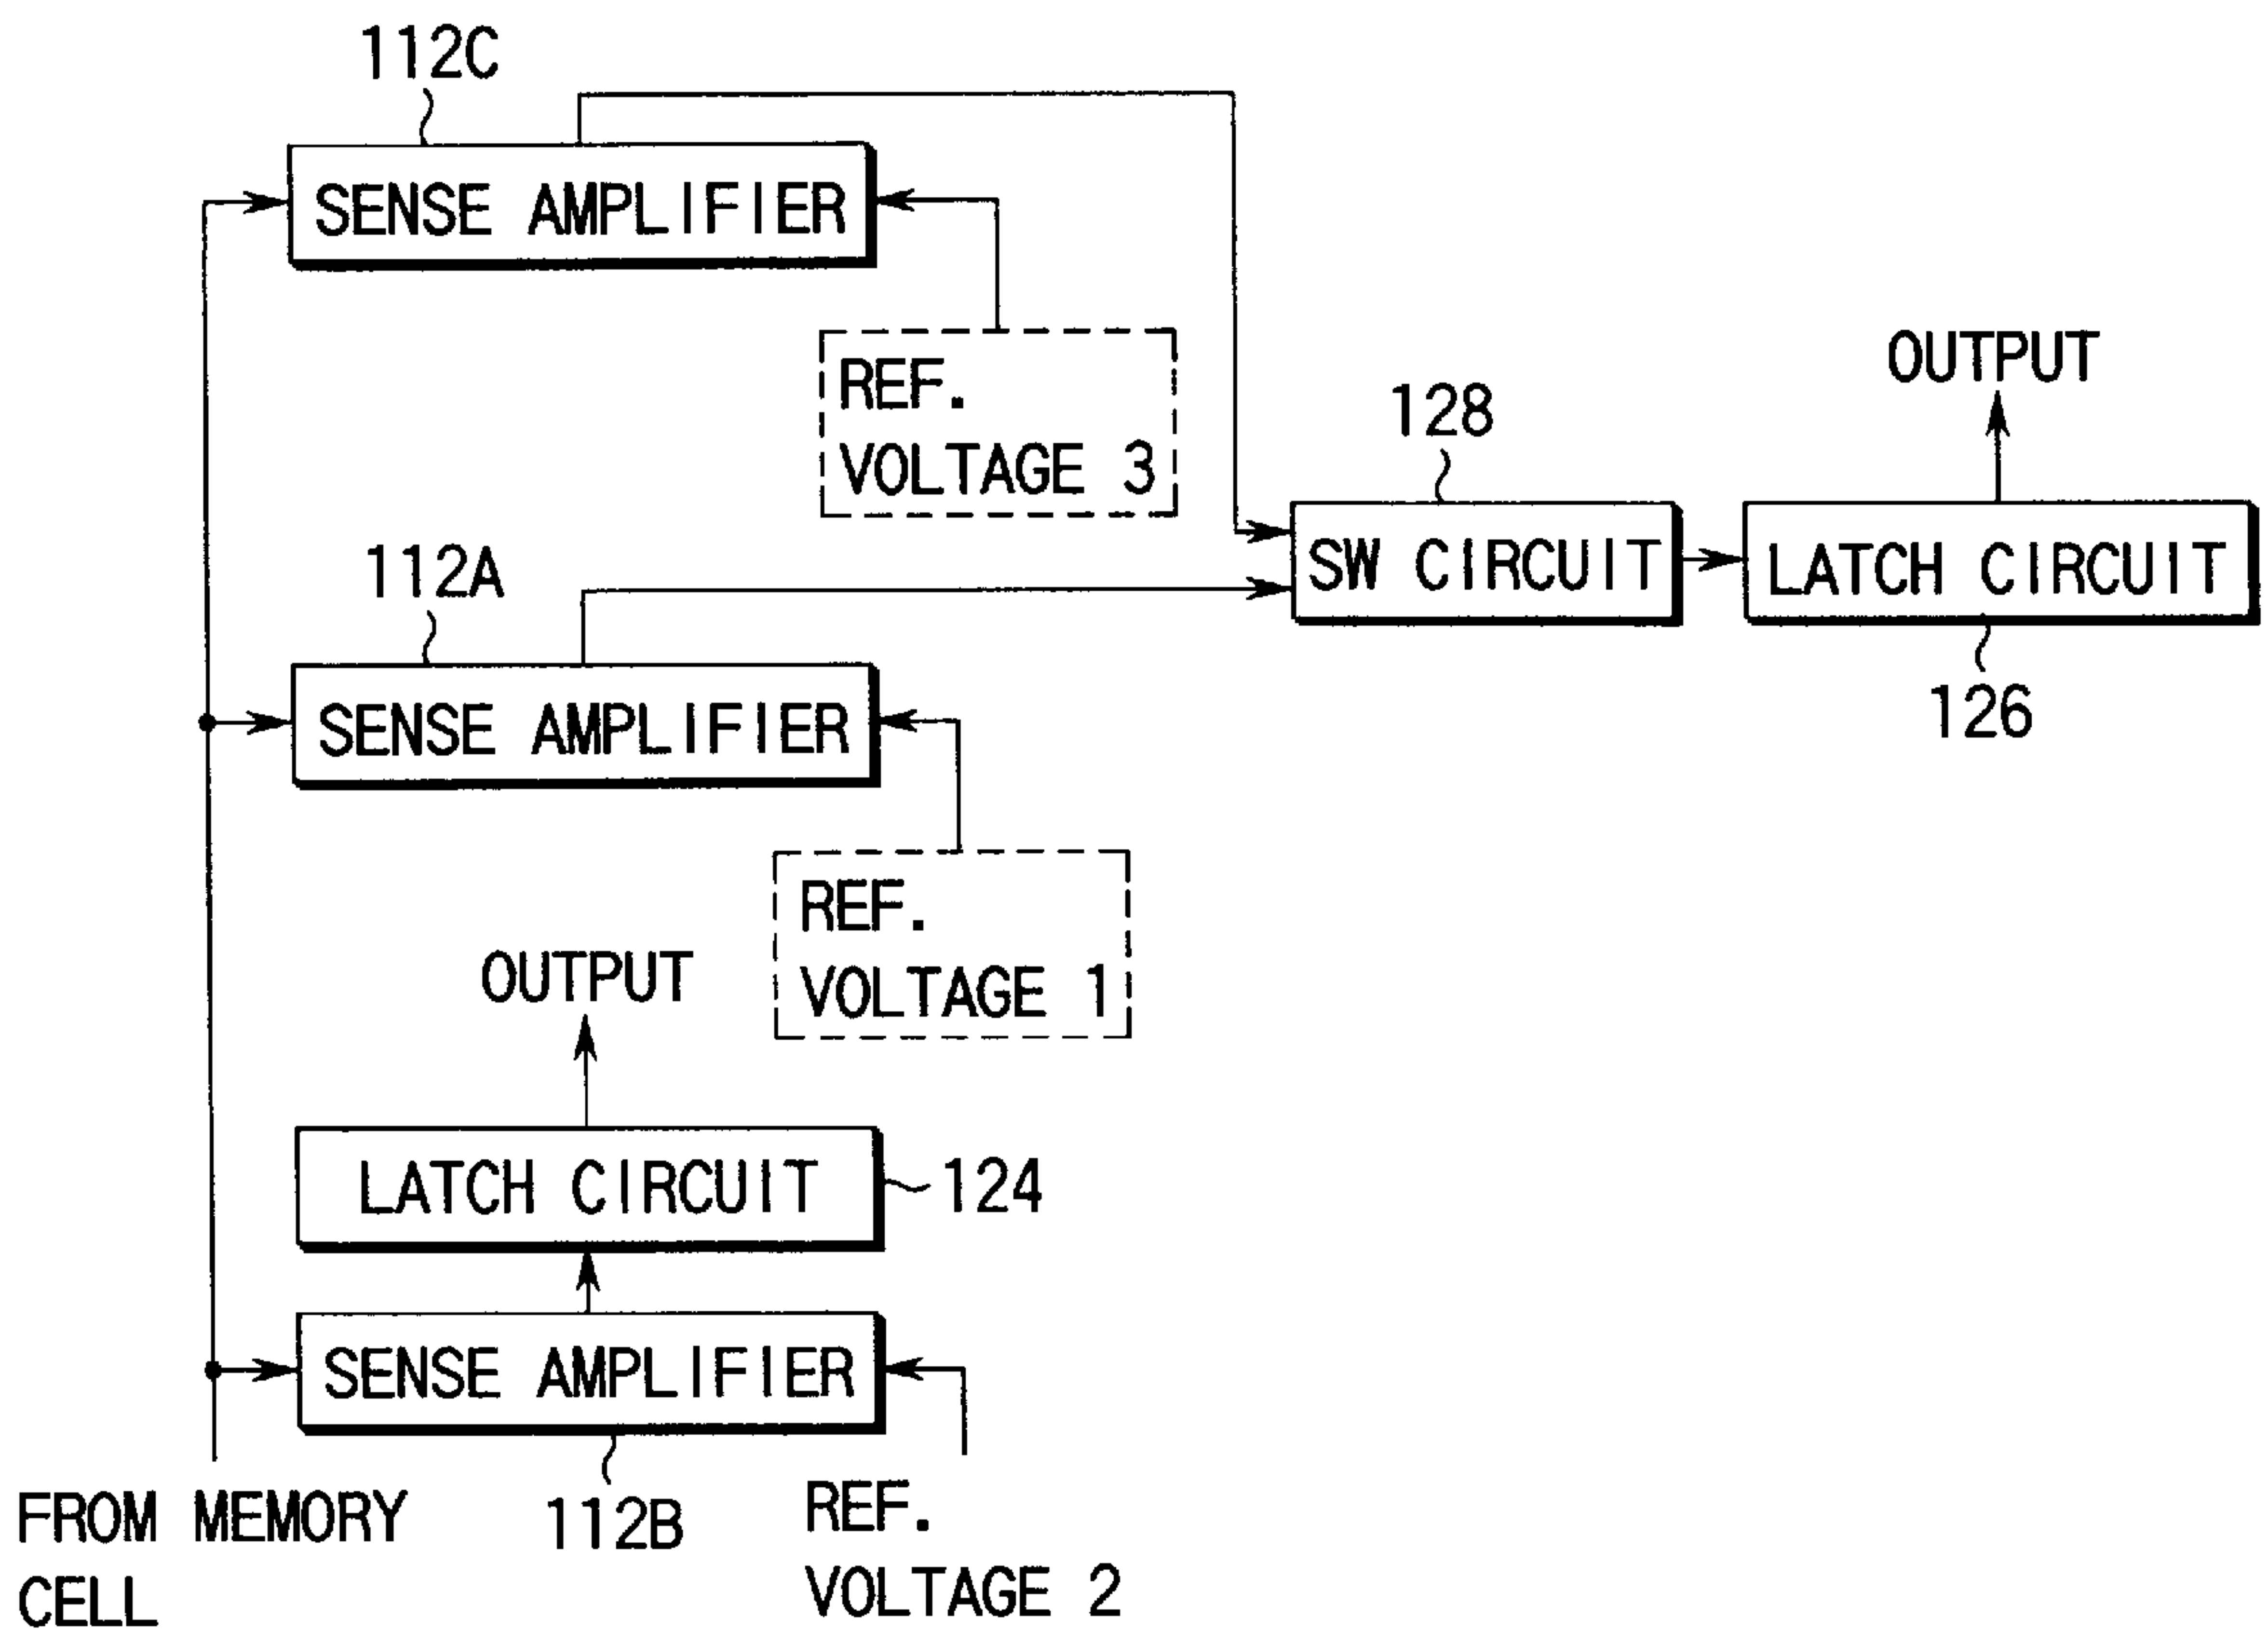 112C
SENSE AMPLIFIER
REF.
VOLTAGE 3
OUTPUT
128
SW CIRCUIT
LATCH CIRCUIT
126
112A
SENSE AMPLIFIER
REF.
VOLTAGE 1
OUTPUT
LATCH CIRCUIT
124
SENSE AMPLIFIER
112B
REF.
VOLTAGE 2
FROM MEMORY
CELL